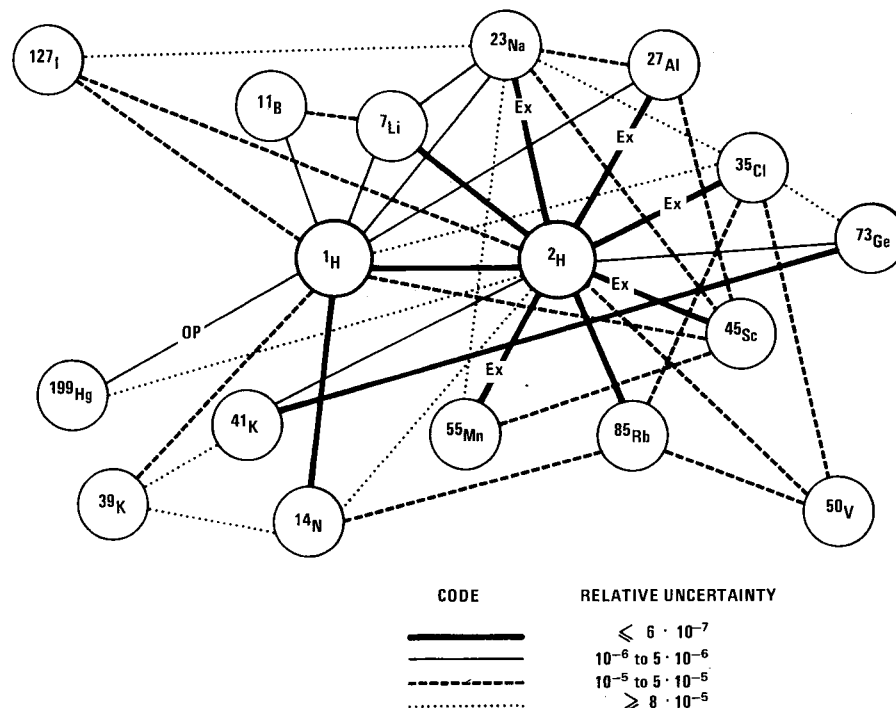 23Na
127I
27Al
11B
Ex
7Li
Ex
35Cl
Ex
73Ge
1H
2H
Ex
OP
45Sc
Ex
199Hg
41K
55Mn
85Rb
39K
14N
50V
CODE RELATIVE UNCERTAINTY
⩽ 6 · 10⁻⁷
10⁻⁶ to 5 · 10⁻⁶
10⁻⁵ to 5 · 10⁻⁵
⩾ 8 · 10⁻⁵